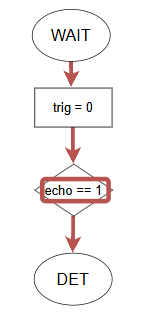 WAIT
trig = 0
echo == 1
DET